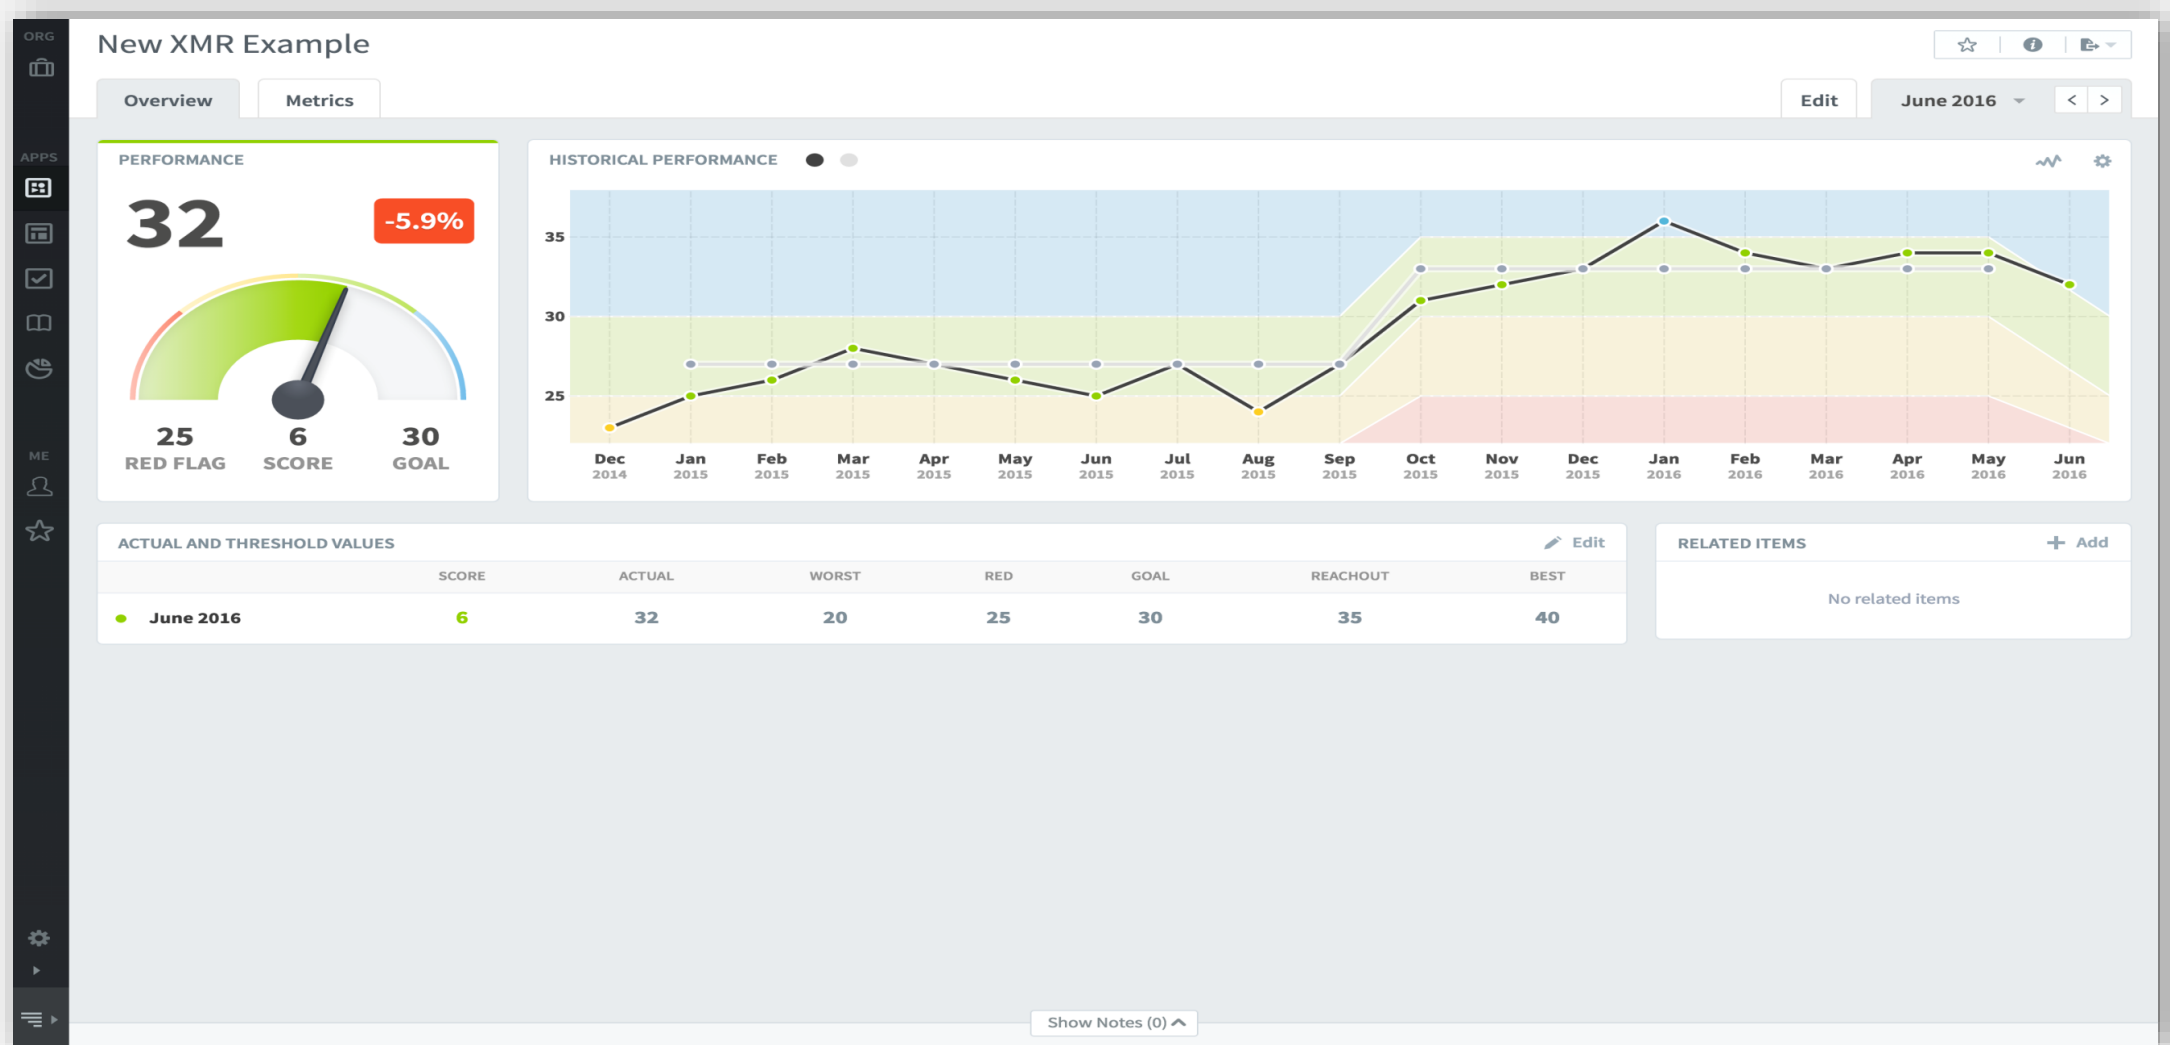 ORG
New XMR Example
Overview Metrics Edit June 2016 < >
APPS
PERFORMANCE
32 -5.9%
25 6 30
RED FLAG SCORE GOAL
HISTORICAL PERFORMANCE
35
30
25
Dec Jan Feb Mar Apr May Jun Jul Aug Sep Oct Nov Dec Jan Feb Mar Apr May Jun
2014 2015 2015 2015 2015 2015 2015 2015 2015 2015 2015 2015 2015 2016 2016 2016 2016 2016 2016
ME
ACTUAL AND THRESHOLD VALUES Edit
SCORE ACTUAL WORST RED GOAL REACHOUT BEST
June 2016 6 32 20 25 30 35 40
RELATED ITEMS + Add
No related items
Show Notes (0)